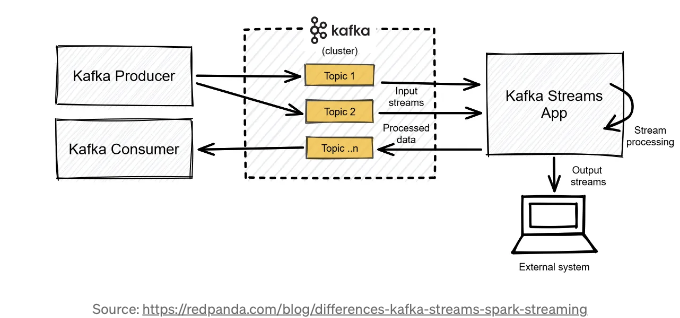 kafka
(cluster)
Kafka Producer
Topic 1
Input
streams
Topic 2
Kafka Streams
App
Stream
processing
Kafka Consumer
Processed
data
Topic ..n
Output
streams
External system
Source: https://redpanda.com/blog/differences-kafka-streams-spark-streaming